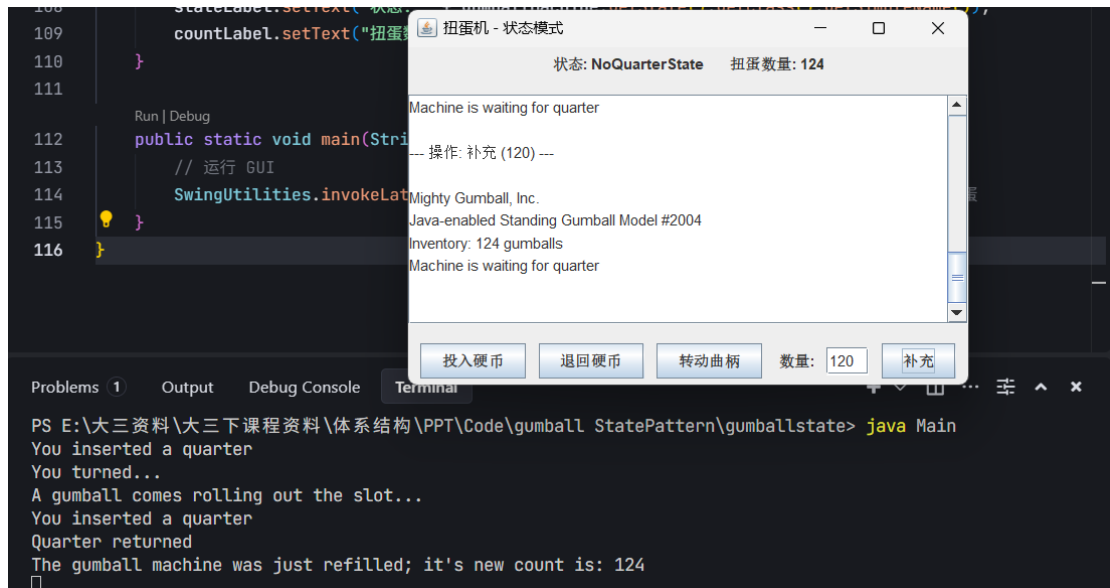 108
109 countLabel.setText("扭蛋
110 }
111
Run | Debug
112 public static void main(Stri
113 // 运行 GUI
114 SwingUtilities.invokeLat
115 }
116 }
扭蛋机 - 状态模式
状态: NoQuarterState 扭蛋数量: 124
Machine is waiting for quarter
--- 操作: 补充 (120) ---
Mighty Gumball, Inc.
Java-enabled Standing Gumball Model #2004
Inventory: 124 gumballs
Machine is waiting for quarter
投入硬币 退回硬币 转动曲柄 数量: 120 补充
Problems 1 Output Debug Console Terminal
PS E:\大三资料\大三下课程资料\体系结构\PPT\Code\gumball StatePattern\gumballstate> java Main
You inserted a quarter
You turned...
A gumball comes rolling out the slot...
You inserted a quarter
Quarter returned
The gumball machine was just refilled; it's new count is: 124